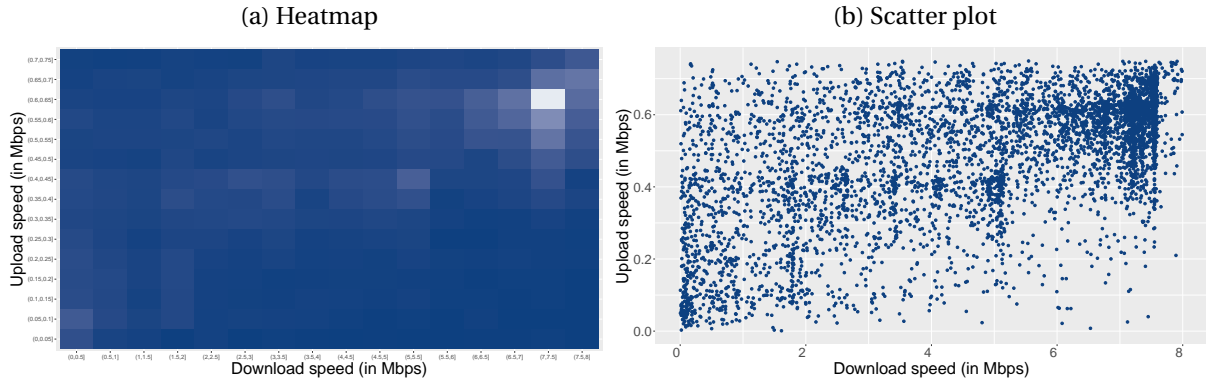 (a) Heatmap
(b) Scatter plot
Upload speed (in Mbps)
(0.7,0.75]
(0.65,0.7]
(0.6,0.65]
(0.55,0.6]
(0.5,0.55]
(0.45,0.5]
(0.4,0.45]
(0.35,0.4]
(0.3,0.35]
(0.25,0.3]
(0.2,0.25]
(0.15,0.2]
(0.1,0.15]
(0.05,0.1]
(0,0.05]
(0,0.5] (0.5,1] (1,1.5] (1.5,2] (2,2.5] (2.5,3] (3,3.5] (3.5,4] (4,4.5] (4.5,5] (5,5.5] (5.5,6] (6,6.5] (6.5,7] (7,7.5] (7.5,8]
Download speed (in Mbps)
Upload speed (in Mbps)
0.6
0.4
0.2
0.0
0 2 4 6 8
Download speed (in Mbps)